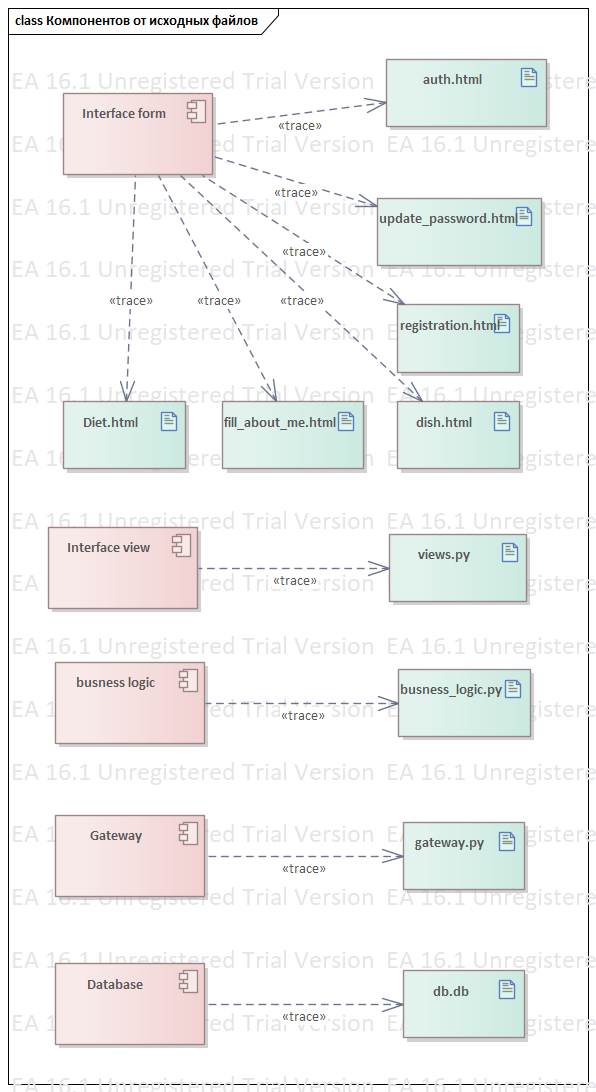 class Компонентов от исходных файлов
EA 16.1 Unregistered Trial Version
auth.html
Interface form
«trace»
«trace»
update_password.html
«trace»
«trace»
«trace»
«trace»
registration.html
Diet.html
fill_about_me.html
dish.html
Interface view
views.py
«trace»
busness logic
busness_logic.py
«trace»
Gateway
gateway.py
«trace»
Database
db.db
«trace»